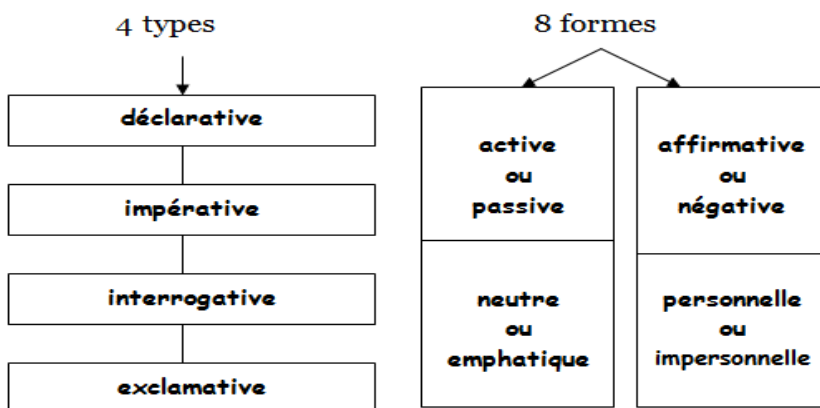 4 types
déclarative
impérative
interrogative
exclamative
8 formes
active
ou
passive
neutre
ou
emphatique
affirmative
ou
négative
personnelle
ou
impersonnelle